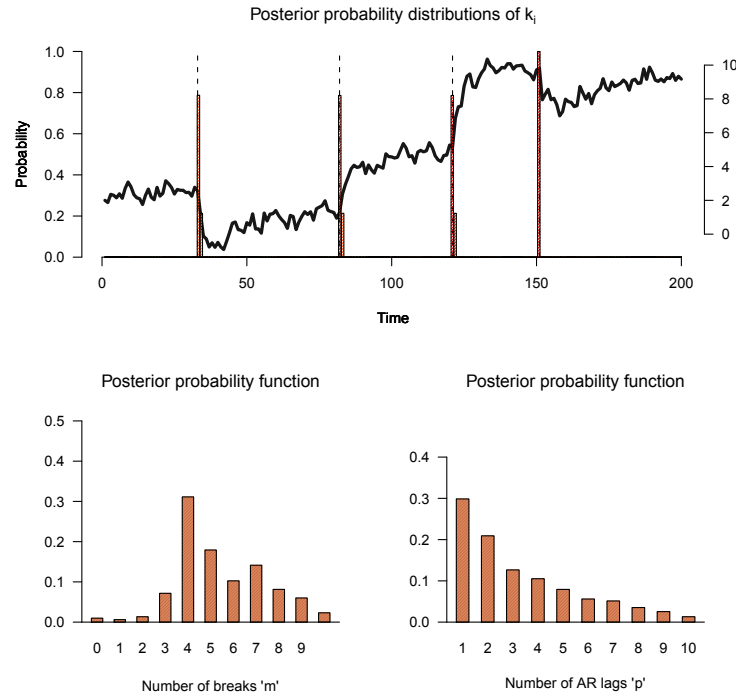 Posterior probability distributions of ki
1.0
0.8
0.6
0.4
0.2
0.0
Probability
10
8
6
4
2
0
0 50 100 150 200
Time
Posterior probability function
0.5
0.4
0.3
0.2
0.1
0.0
0 1 2 3 4 5 6 7 8 9
Number of breaks 'm'
Posterior probability function
0.4
0.3
0.2
0.1
0.0
1 2 3 4 5 6 7 8 9 10
Number of AR lags 'p'